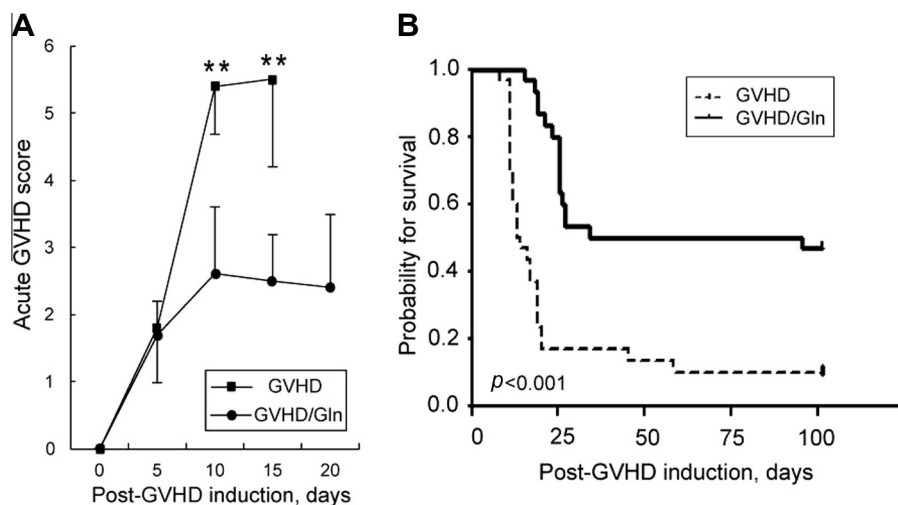 A
Acute GVHD score
6
5
4
3
2
1
0
**
**
GVHD
GVHD/Gln
0 5 10 15 20
Post-GVHD induction, days
B
Probability for survival
1.0
0.8
0.6
0.4
0.2
0.0
GVHD
GVHD/Gln
p<0.001
0 25 50 75 100
Post-GVHD induction, days